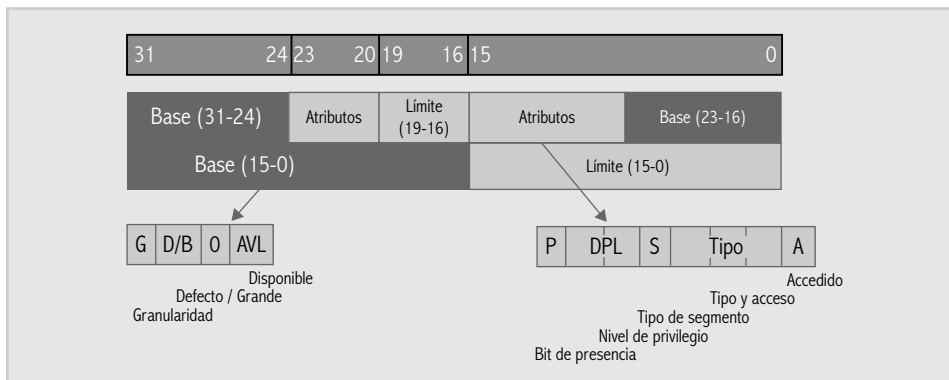 31 24 23 20 19 16 15 0
Base (31-24) Atributos Límite (19-16) Atributos Base (23-16)
Base (15-0) Límite (15-0)
G D/B 0 AVL
Disponible
Defecto / Grande
Granularidad
P DPL S Tipo A
Accedido
Tipo y acceso
Tipo de segmento
Nivel de privilegio
Bit de presencia